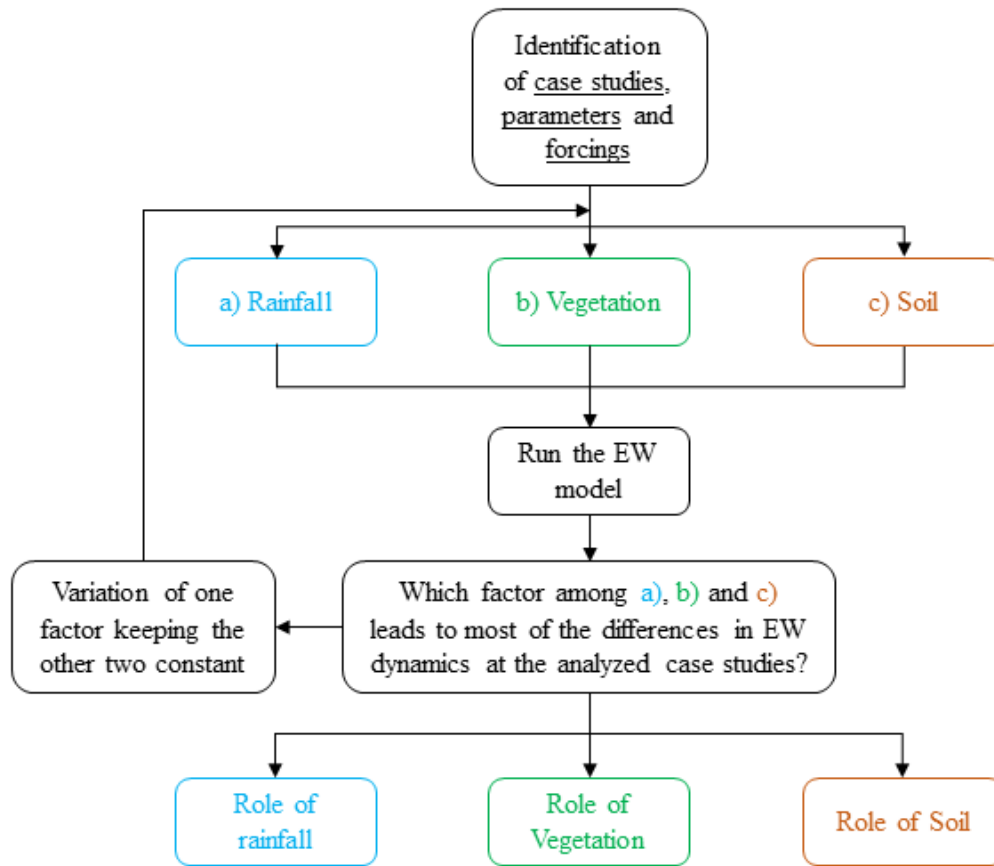 Identification
of case studies,
parameters and
forcings
a) Rainfall
b) Vegetation
c) Soil
Run the EW
model
Variation of one
factor keeping the
other two constant
Which factor among a), b) and c)
leads to most of the differences in EW
dynamics at the analyzed case studies?
Role of
rainfall
Role of
Vegetation
Role of Soil